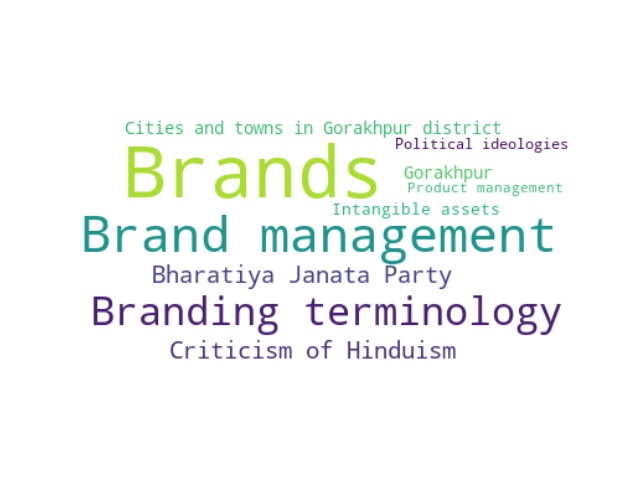 Cities and towns in Gorakhpur district
Political ideologies
Brands
Gorakhpur
Product management
Intangible assets
Brand management
Bharatiya Janata Party
Branding terminology
Criticism of Hinduism